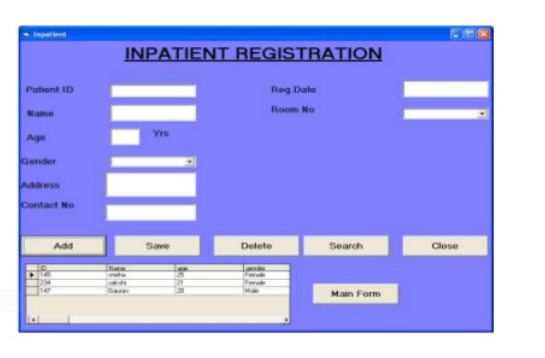 Inpatient
INPATIENT REGISTRATION
Patient ID
Reg.Date
Name
Room No
Age
Yrs
Gender
Address
Contact No.
Add Save Delete Search Close
ID Name age gender
145 sneha 25 Female
234 sakshi 21 Female
147 Gaurav 20 Male
Main Form